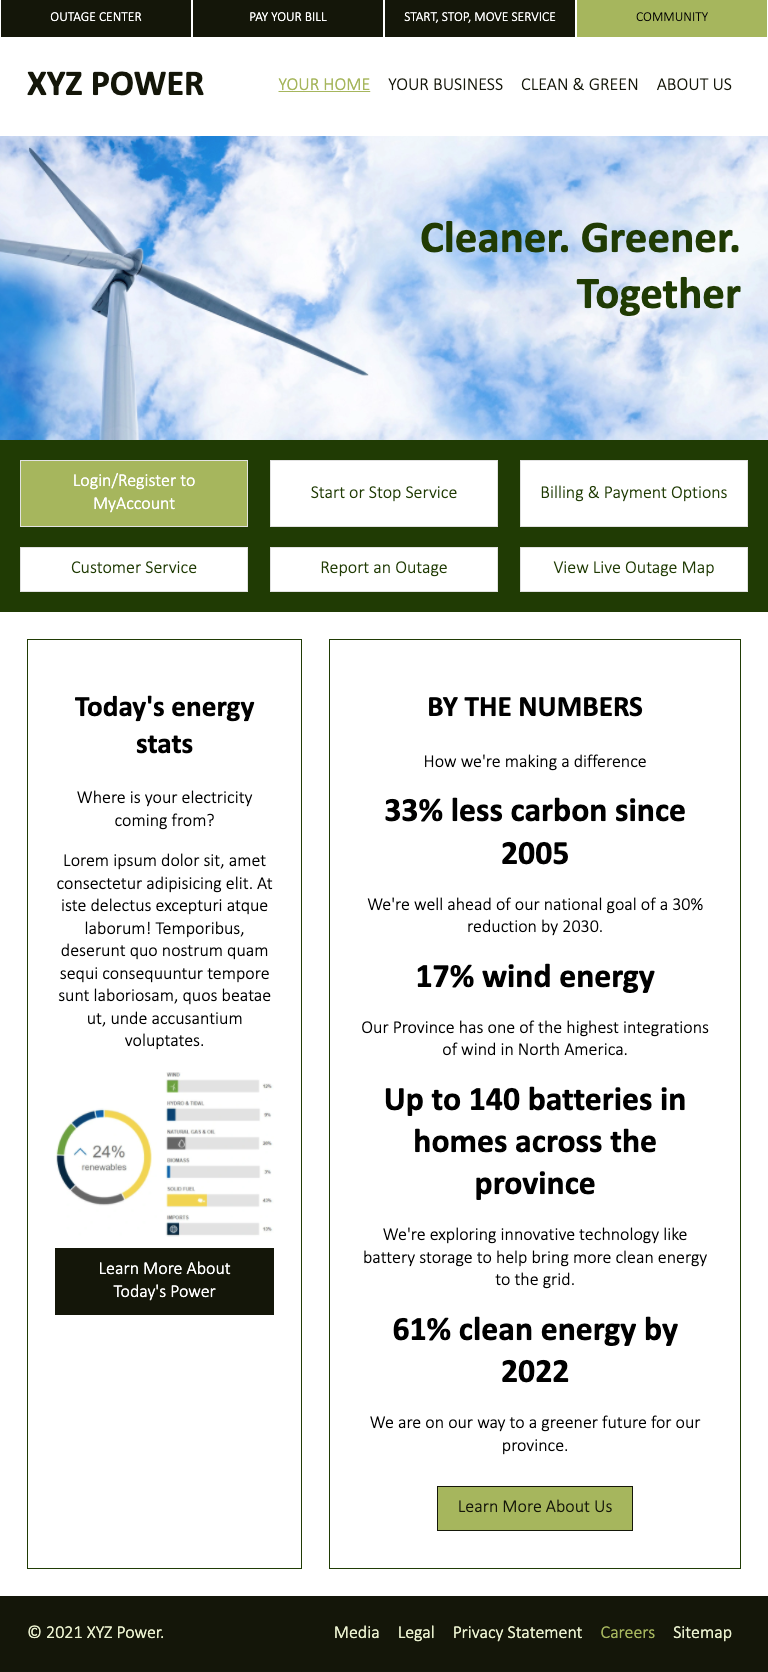 OUTAGE CENTER
PAY YOUR BILL
START, STOP, MOVE SERVICE
COMMUNITY
XYZ POWER
YOUR HOME
YOUR BUSINESS
CLEAN & GREEN
ABOUT US
Cleaner. Greener.
Together
Login/Register to
MyAccount
Start or Stop Service
Billing & Payment Options
Customer Service
Report an Outage
View Live Outage Map
Today's energy
stats
Where is your electricity
coming from?
Lorem ipsum dolor sit, amet
consectetur adipisicing elit. At
iste delectus excepturi atque
laborum! Temporibus,
deserunt quo nostrum quam
sequi consequuntur tempore
sunt laboriosam, quos beatae
ut, unde accusantium
voluptates.
24%
renewables
WIND
HYDRO & TIDAL
NATURAL GAS & OIL
BIOMASS
SOLID FUELS
IMPORTS
Learn More About
Today's Power
BY THE NUMBERS
How we're making a difference
33% less carbon since
2005
We're well ahead of our national goal of a 30%
reduction by 2030.
17% wind energy
Our Province has one of the highest integrations
of wind in North America.
Up to 140 batteries in
homes across the
province
We're exploring innovative technology like
battery storage to help bring more clean energy
to the grid.
61% clean energy by
2022
We are on our way to a greener future for our
province.
Learn More About Us
© 2021 XYZ Power.
Media
Legal
Privacy Statement
Careers
Sitemap